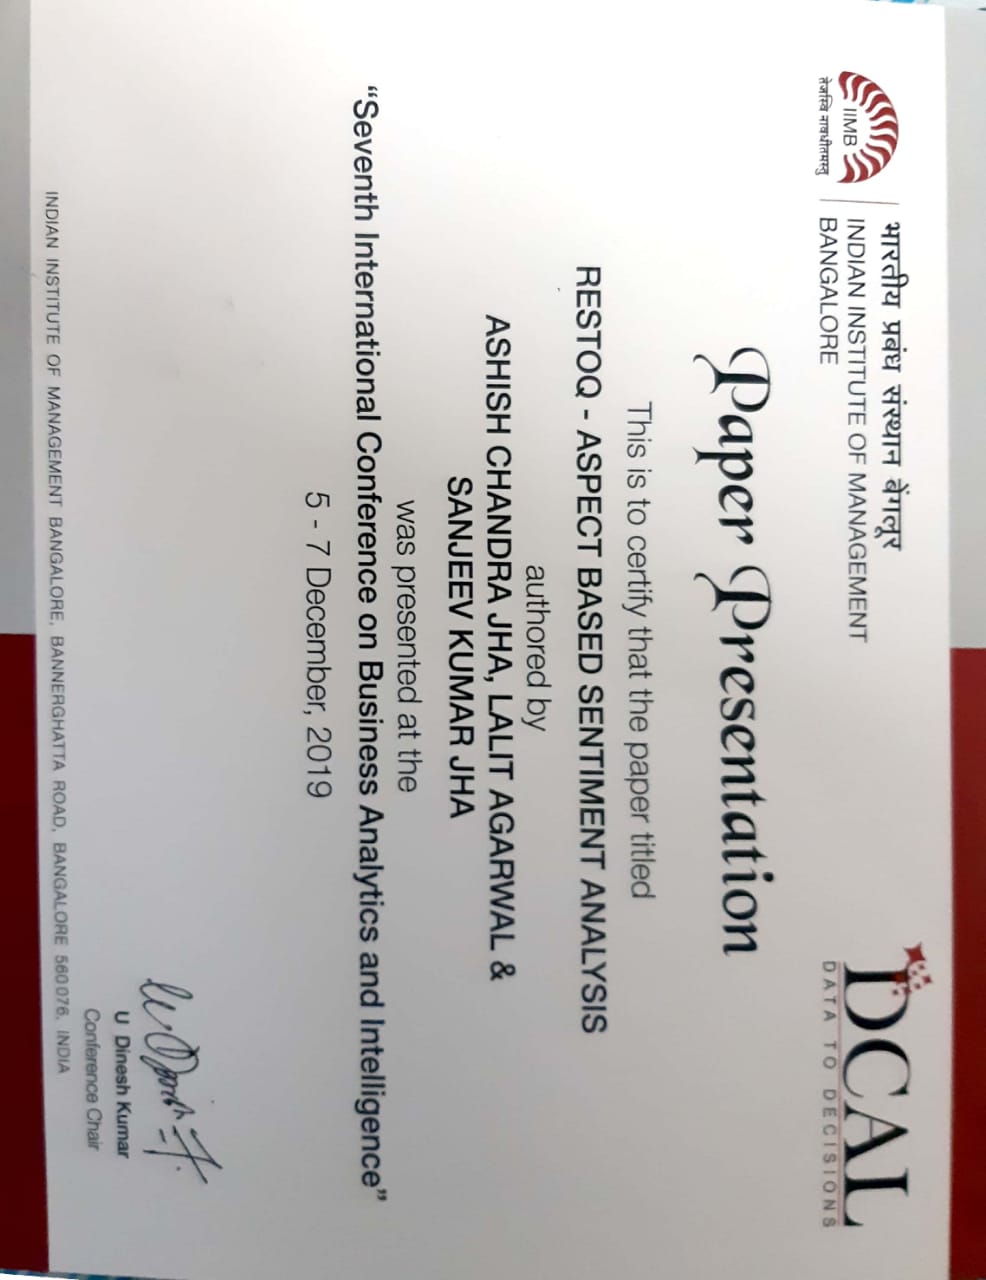 भारतीय प्रबंध संस्थान बेंगलूर
IIMB
INDIAN INSTITUTE OF MANAGEMENT
BANGALORE
तेजस्वि नावधीतमस्तु
DCAL
DATA TO DECISIONS
Paper Presentation
This is to certify that the paper titled
RESTOQ - ASPECT BASED SENTIMENT ANALYSIS
authored by
ASHISH CHANDRA JHA, LALIT AGARWAL &
SANJEEV KUMAR JHA
was presented at the
“Seventh International Conference on Business Analytics and Intelligence”
5 - 7 December, 2019
U Dinesh Kumar
Conference Chair
INDIAN INSTITUTE OF MANAGEMENT BANGALORE, BANNERGHATTA ROAD, BANGALORE 560076, INDIA